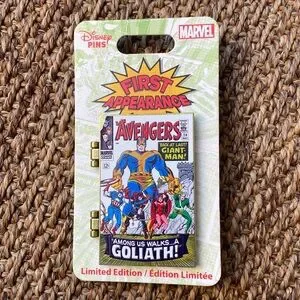 Disney
PINS
MARVEL
FIRST
APPEARANCE
THE
AVENGERS
BACK AT LAST!
GIANT-
MAN!
12¢
"AMONG US WALKS...A
GOLIATH!"
Limited Edition / Édition Limitée